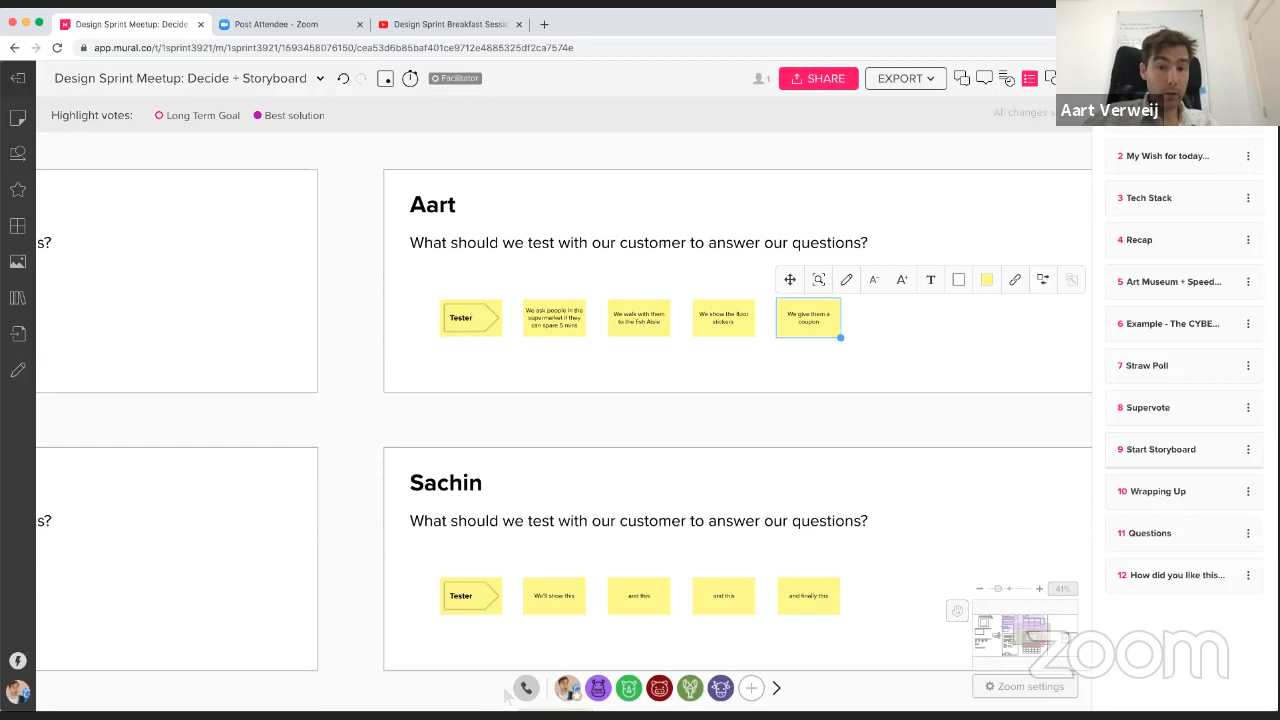 Design Sprint Meetup: Decide
Post Attendee - Zoom
Design Sprint Breakfast Sessi
app.mural.co/t/1sprint3921/m/1sprint3921/1593458076150/cea53d6b85baf401ce9712e4885325df2ca7574e
Design Sprint Meetup: Decide + Storyboard
Facilitator
1
SHARE
EXPORT
Aart Verweij
Highlight votes:
Long Term Goal
Best solution
All changes s
2 My Wish for today...
3 Tech Stack
4 Recap
5 Art Museum + Speed...
6 Example - The CYBE...
7 Straw Poll
8 Supervote
9 Start Storyboard
10 Wrapping Up
11 Questions
12 How did you like this...
s?
Aart
What should we test with our customer to answer our questions?
A-
A+
T
Tester
We ask people in the
supermarket if they
can spare 5 mins
We walk with them
to the fish Aisle
We show the floor
stickers
We give them a
coupon
s?
Sachin
What should we test with our customer to answer our questions?
Tester
We'll show this
and this
and this
and finally this
41%
zoom
Zoom settings